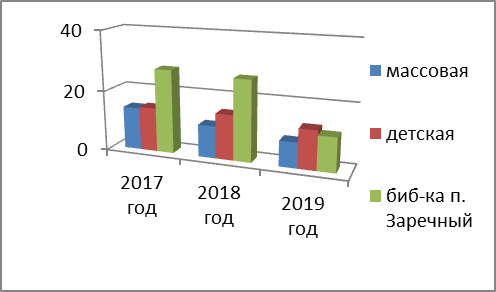 40
20
0
2017
год
2018
год
2019
год
массовая
детская
биб-ка п.
Заречный